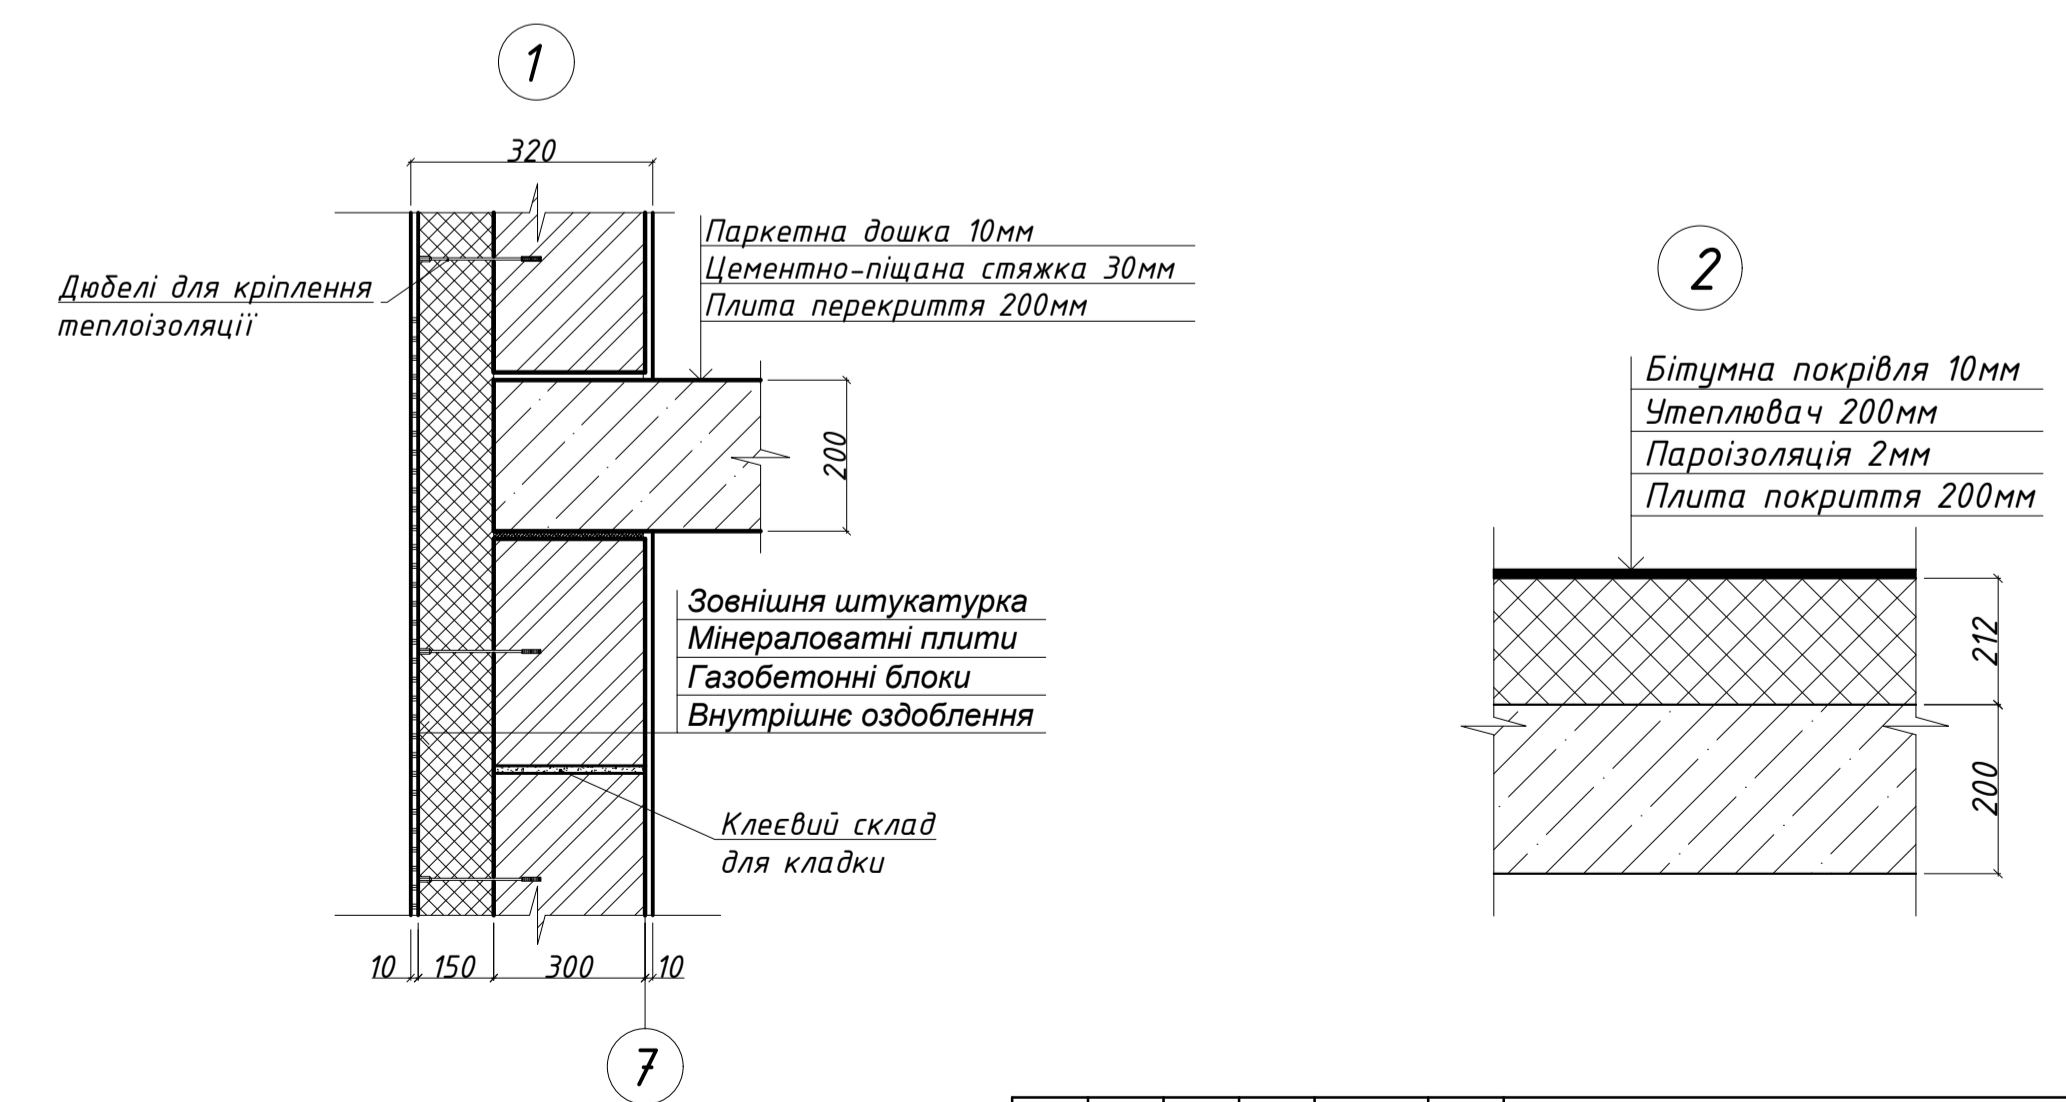 1
320
Паркетна дошка 10мм
Цементно-піщана стяжка 30мм
Плита перекриття 200мм
Дюбелі для кріплення
теплоізоляції
200
Зовнішня штукатурка
Мінераловатні плити
Газобетонні блоки
Внутрішнє оздоблення
Клеєвий склад
для кладки
10 150 300 10
7
2
Бітумна покрівля 10мм
Утеплювач 200мм
Пароізоляція 2мм
Плита покриття 200мм
212
200